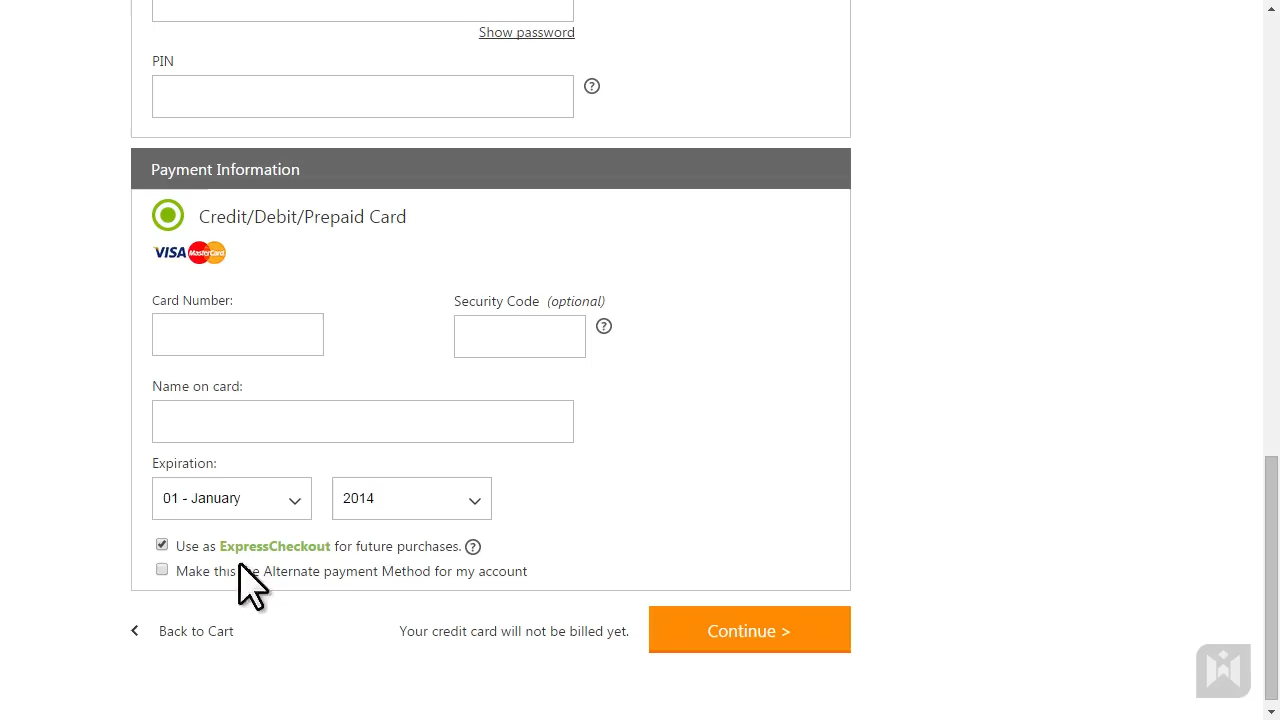 Show password
PIN
?
Payment Information
Credit/Debit/Prepaid Card
VISA MasterCard
Card Number:
Security Code (optional)
?
Name on card:
Expiration:
01 - January
2014
Use as ExpressCheckout for future purchases. ?
Make this Alternate payment Method for my account
Back to Cart
Your credit card will not be billed yet.
Continue >